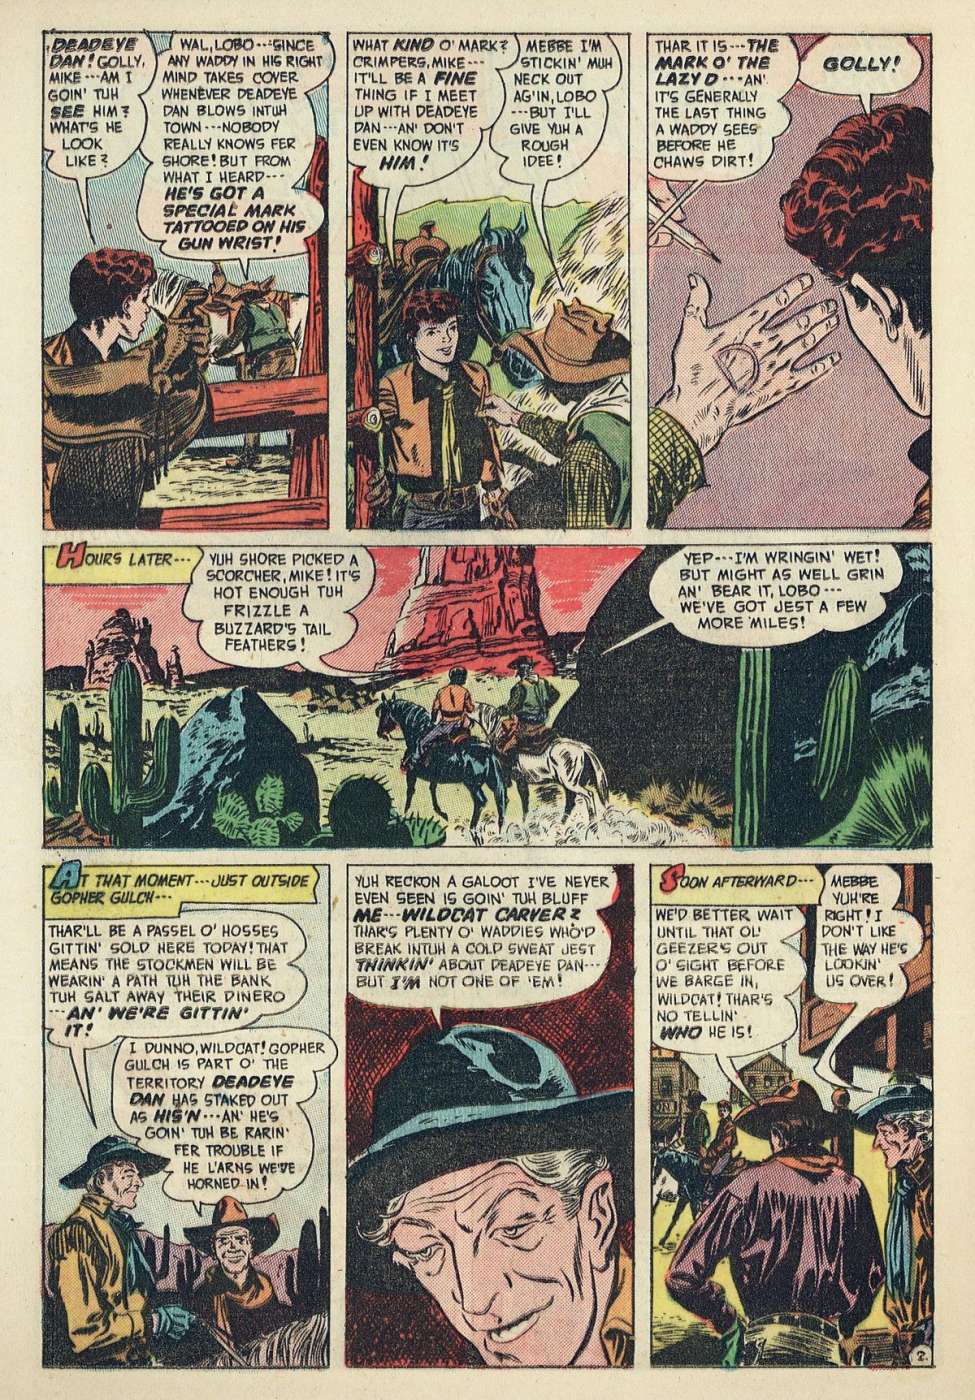 DEADEYE
DAN! GOLLY,
MIKE---AM I
GOIN' TUH
SEE HIM?
WHAT'S HE
LOOK
LIKE?
WAL, LOBO---SINCE
ANY WADDY IN HIS RIGHT
MIND TAKES COVER
WHENEVER DEADEYE
DAN BLOWS INTUH
TOWN---NOBODY
REALLY KNOWS FER
SHORE! BUT FROM
WHAT I HEARD---
HE'S GOT A
SPECIAL MARK
TATTOOED ON HIS
GUN WRIST!
WHAT KIND O' MARK?
CRIMPERS, MIKE---
IT'LL BE A FINE
THING IF I MEET
UP WITH DEADEYE
DAN---AN' DON'T
EVEN KNOW IT'S
HIM!
MEBBE I'M
STICKIN' MUH
NECK OUT
AG'IN, LOBO
---BUT I'LL
GIVE YUH A
ROUGH
IDEE!
THAR IT IS---THE
MARK O' THE
LAZY D---AN'
IT'S GENERALLY
THE LAST THING
A WADDY SEES
BEFORE HE
CHAWS DIRT!
GOLLY!
HOURS LATER---
YUH SHORE PICKED A
SCORCHER, MIKE! IT'S
HOT ENOUGH TUH
FRIZZLE A
BUZZARD'S TAIL
FEATHERS!
YEP---I'M WRINGIN' WET!
BUT MIGHT AS WELL GRIN
AN' BEAR IT, LOBO---
WE'VE GOT JEST A FEW
MORE MILES!
AT THAT MOMENT---JUST OUTSIDE
GOPHER GULCH---
THAR'LL BE A PASSEL O' HOSSES
GITTIN' SOLD HERE TODAY! THAT
MEANS THE STOCKMEN WILL BE
WEARIN' A PATH TUH THE BANK
TUH SALT AWAY THEIR DINERO
---AN' WE'RE GITTIN'
IT!
I DUNNO, WILDCAT! GOPHER
GULCH IS PART O' THE
TERRITORY DEADEYE
DAN HAS STAKED OUT
AS HIS'N---AN' HE'S
GOIN' TUH BE RARIN'
FER TROUBLE IF
HE L'ARNS WE'VE
HORNED IN!
YUH RECKON A GALOOT I'VE NEVER
EVEN SEEN IS GOIN' TUH BLUFF
ME---WILDCAT CARVER?
THAR'S PLENTY O' WADDIES WHO'D
BREAK INTUH A COLD SWEAT JEST
THINKIN' ABOUT DEADEYE DAN---
BUT I'M NOT ONE OF 'EM!
SOON AFTERWARD---
WE'D BETTER WAIT
UNTIL THAT OL'
GEEZER'S OUT
O' SIGHT BEFORE
WE BARGE IN,
WILDCAT! THAR'S
NO TELLIN'
WHO HE IS!
MEBBE
YUH'RE
RIGHT! I
DON'T LIKE
THE WAY HE'S
LOOKIN'
US OVER!
2.